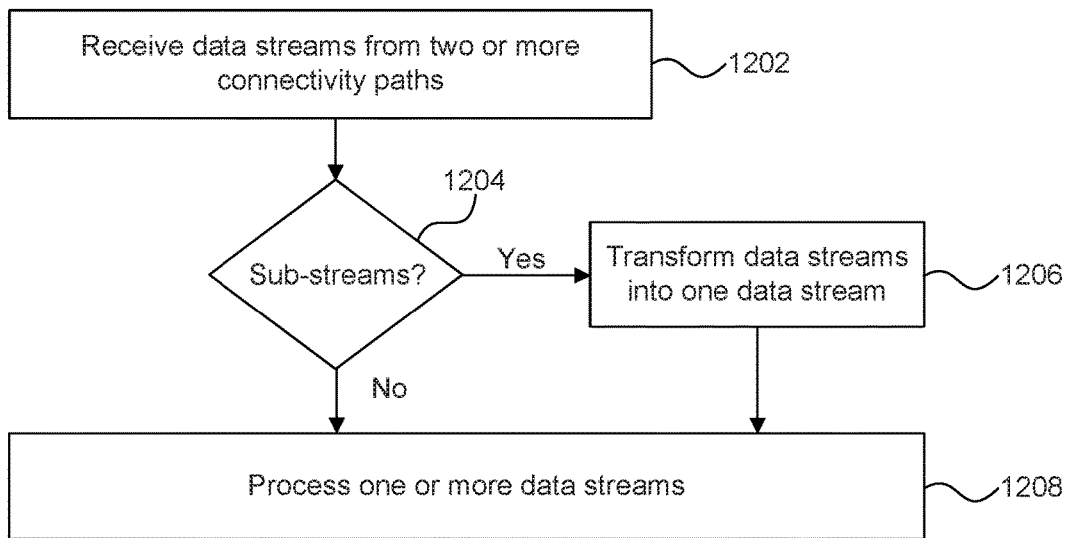 Receive data streams from two or more
connectivity paths
1202
1204
Sub-streams?
Yes
Transform data streams
into one data stream
1206
No
Process one or more data streams
1208